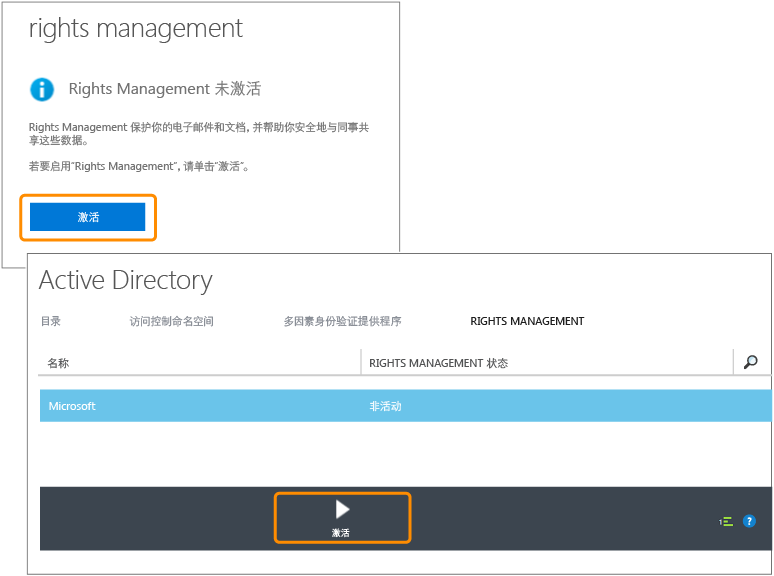 rights management
Rights Management 未激活
Rights Management 保护你的电子邮件和文档, 并帮助你安全地与同事共
享这些数据。
若要启用"Rights Management", 请单击"激活"。
激活
Active Directory
目录 访问控制命名空间 多因素身份验证提供程序 RIGHTS MANAGEMENT
名称 RIGHTS MANAGEMENT 状态
Microsoft 非活动
激活
1 ?